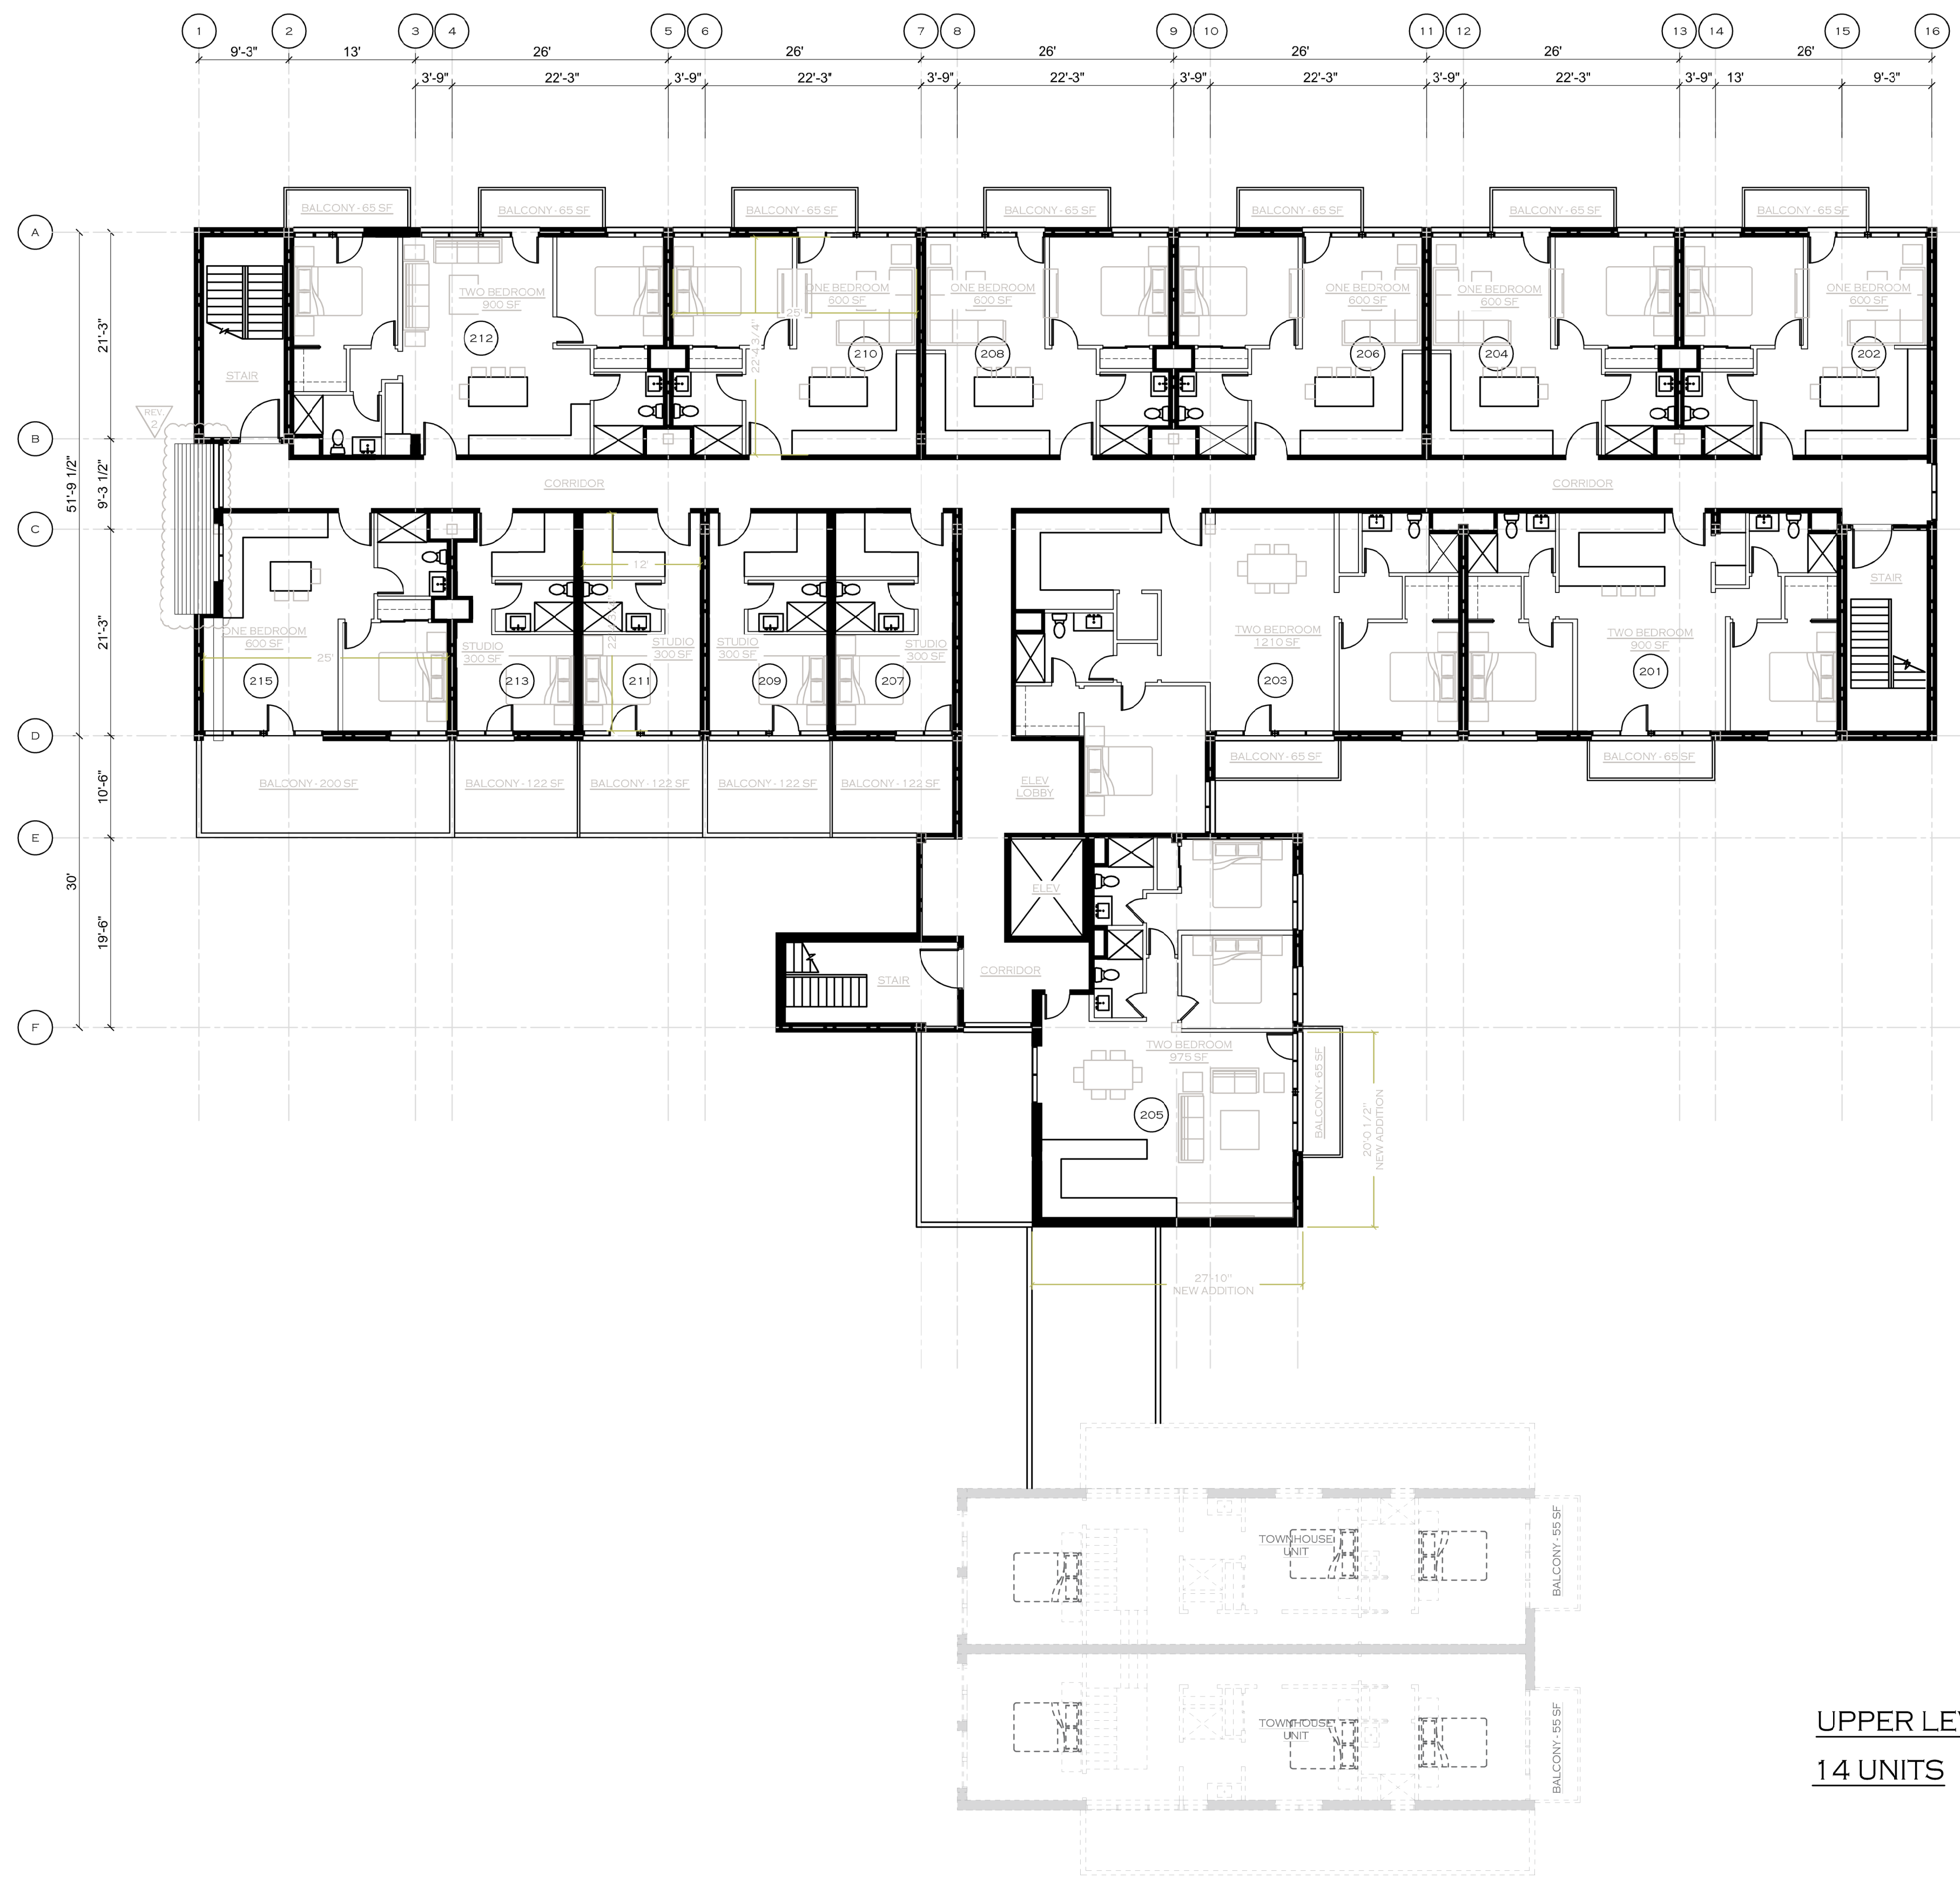 1 2 3 4 5 6 7 8 9 10 11 12 13 14 15 16
9'-3" 13' 26' 26' 26' 26' 26' 26'
3'-9" 22'-3" 3'-9" 22'-3" 3'-9" 22'-3" 3'-9" 22'-3" 3'-9" 22'-3" 3'-9" 13' 9'-3"
BALCONY - 65 SF
BALCONY - 65 SF
BALCONY - 65 SF
BALCONY - 65 SF
BALCONY - 65 SF
BALCONY - 65 SF
BALCONY - 65 SF
A
TWO BEDROOM
900 SF
212
ONE BEDROOM
600 SF
210
25'
22'-4 3/4"
ONE BEDROOM
600 SF
208
ONE BEDROOM
600 SF
206
ONE BEDROOM
600 SF
204
ONE BEDROOM
600 SF
202
STAIR
21'-3"
REV.
2
B
51'-9 1/2"
9'-3 1/2"
CORRIDOR
CORRIDOR
C
21'-3"
ONE BEDROOM
600 SF
25'
215
STUDIO
300 SF
213
12'
STUDIO
300 SF
211
STUDIO
300 SF
209
STUDIO
300 SF
207
TWO BEDROOM
1210 SF
203
TWO BEDROOM
900 SF
201
STAIR
D
10'-6"
BALCONY - 200 SF
BALCONY - 122 SF
BALCONY - 122 SF
BALCONY - 122 SF
BALCONY - 122 SF
ELEV
LOBBY
BALCONY - 65 SF
BALCONY - 65 SF
E
30'
19'-6"
ELEV
STAIR
CORRIDOR
F
TWO BEDROOM
975 SF
205
BALCONY - 65 SF
20'-0 1/2"
NEW ADDITION
27'-10"
NEW ADDITION
TOWNHOUSE
UNIT
BALCONY - 55 SF
TOWNHOUSE
UNIT
BALCONY - 55 SF
UPPER LE
14 UNITS